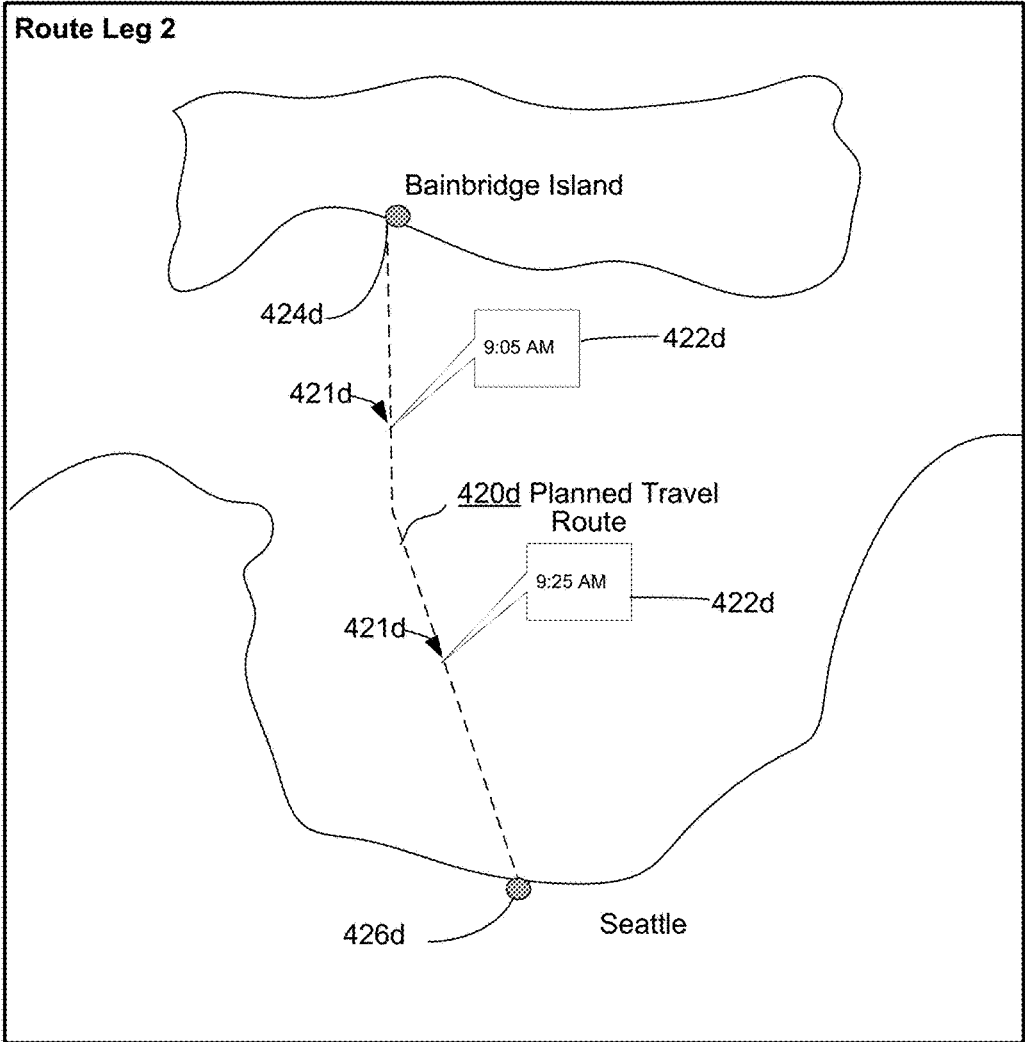 Route Leg 2
Bainbridge Island
424d
9:05 AM
422d
421d
420d Planned Travel
Route
9:25 AM
422d
421d
426d
Seattle